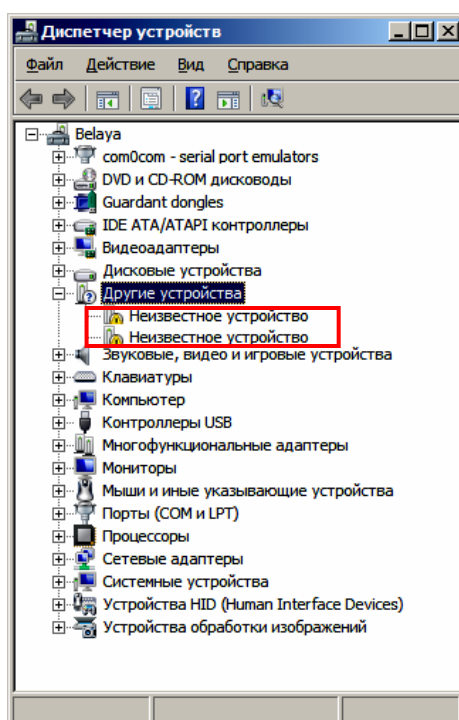 Диспетчер устройств
Файл Действие Вид Справка
Belaya
com0com - serial port emulators
DVD и CD-ROM дисководы
Guardant dongles
IDE ATA/ATAPI контроллеры
Видеоадаптеры
Дисковые устройства
Другие устройства
Неизвестное устройство
Неизвестное устройство
Звуковые, видео и игровые устройства
Клавиатуры
Компьютер
Контроллеры USB
Многофункциональные адаптеры
Мониторы
Мыши и иные указывающие устройства
Порты (COM и LPT)
Процессоры
Сетевые адаптеры
Системные устройства
Устройства HID (Human Interface Devices)
Устройства обработки изображений